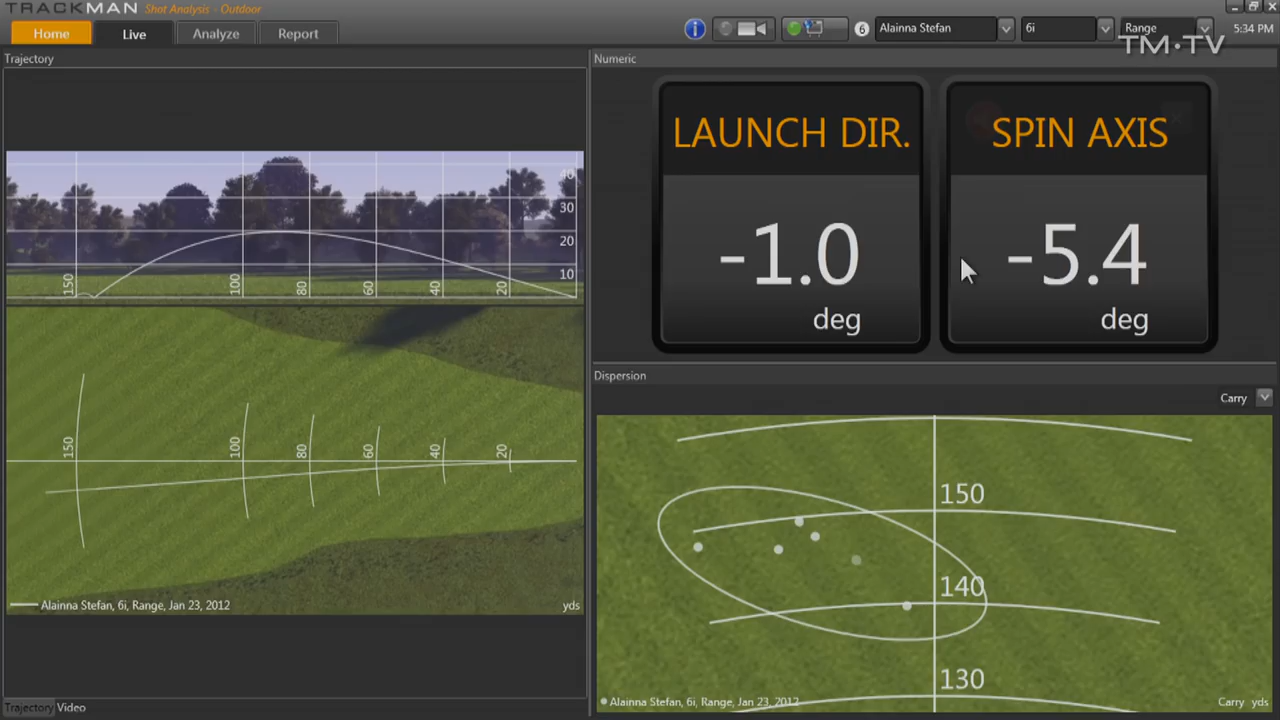 TRACKMAN Shot Analysis - Outdoor
Home Live Analyze Report
6 Alainna Stefan 6i Range 5:34 PM
TM•TV
Trajectory
40
30
20
10
150 100 80 60 40 20
150 100 80 60 40 20
Alainna Stefan, 6i, Range, Jan 23, 2012 yds
Trajectory Video
Numeric
LAUNCH DIR. SPIN AXIS
-1.0 -5.4
deg deg
Dispersion
Carry
150
140
130
Alainna Stefan, 6i, Range, Jan 23, 2012 Carry yds